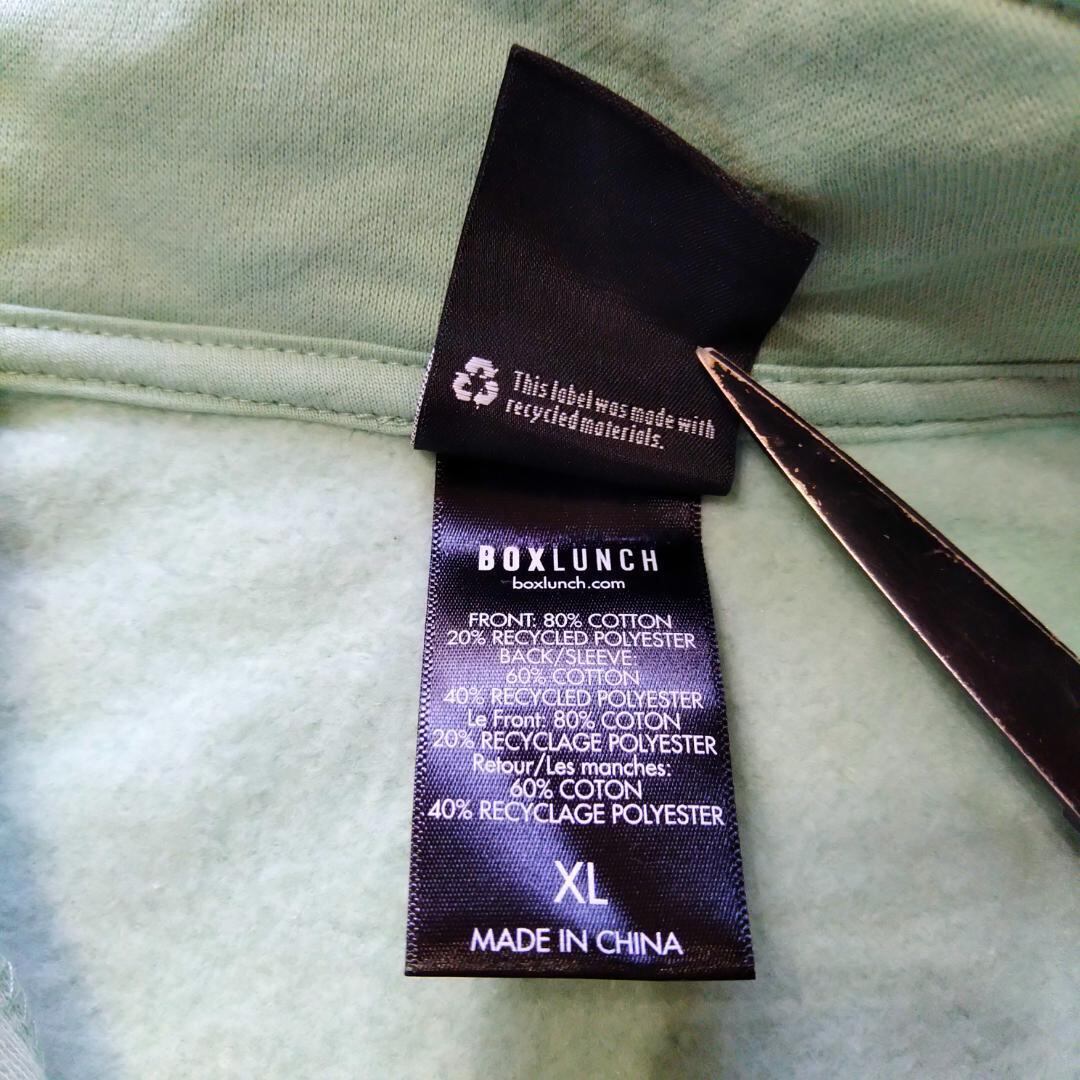 This label was made with
recycled materials.
BOXLUNCH
boxlunch.com
FRONT: 80% COTTON
20% RECYCLED POLYESTER
BACK/SLEEVE:
60% COTTON
40% RECYCLED POLYESTER
Le Front: 80% COTON
20% RECYCLAGE POLYESTER
Retour/Les manches:
60% COTON
40% RECYCLAGE POLYESTER
XL
MADE IN CHINA